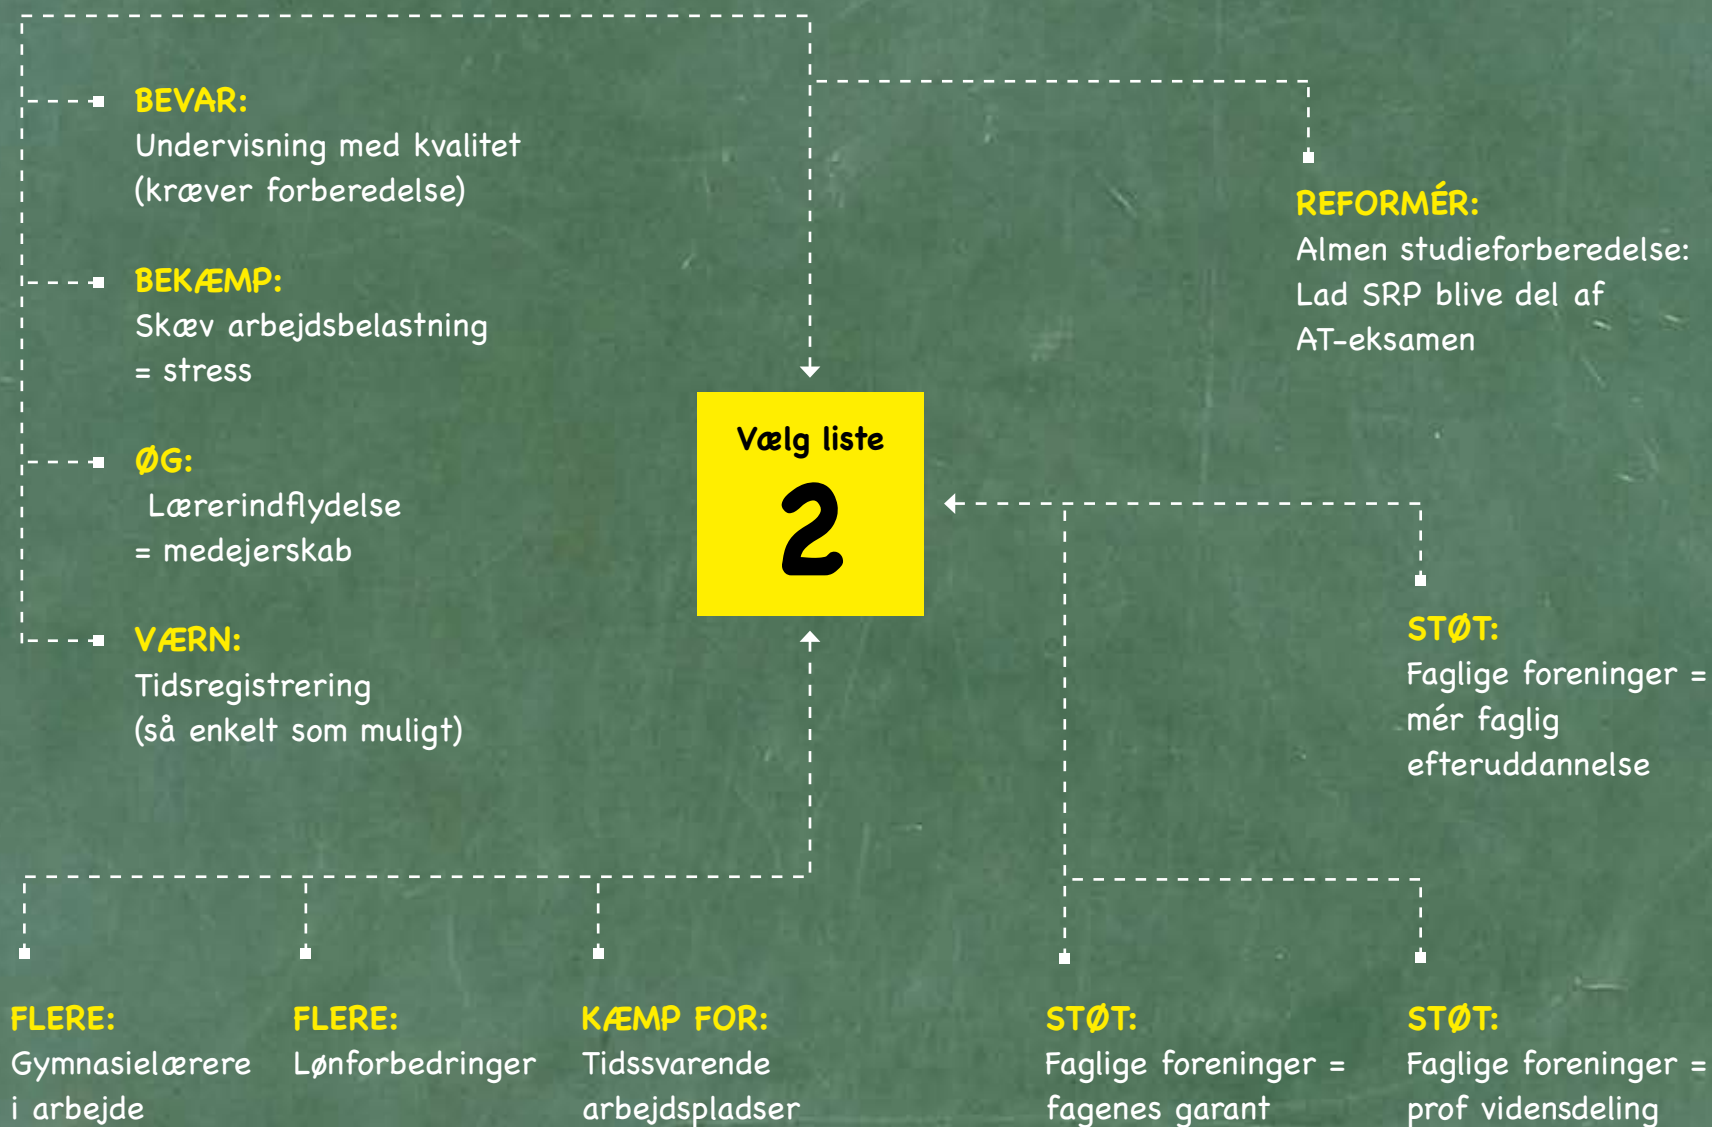 BEVAR:
Undervisning med kvalitet
(kræver forberedelse)
BEKÆMP:
Skæv arbejdsbelastning
= stress
ØG:
Lærerindflydelse
= medejerskab
VÆRN:
Tidsregistrering
(så enkelt som muligt)
Vælg liste
2
REFORMÉR:
Almen studieforberedelse:
Lad SRP blive del af
AT-eksamen
STØT:
Faglige foreninger =
mér faglig
efteruddannelse
FLERE:
Gymnasielærere
i arbejde
FLERE:
Lønforbedringer
KÆMP FOR:
Tidssvarende
arbejdspladser
STØT:
Faglige foreninger =
fagenes garant
STØT:
Faglige foreninger =
prof vidensdeling